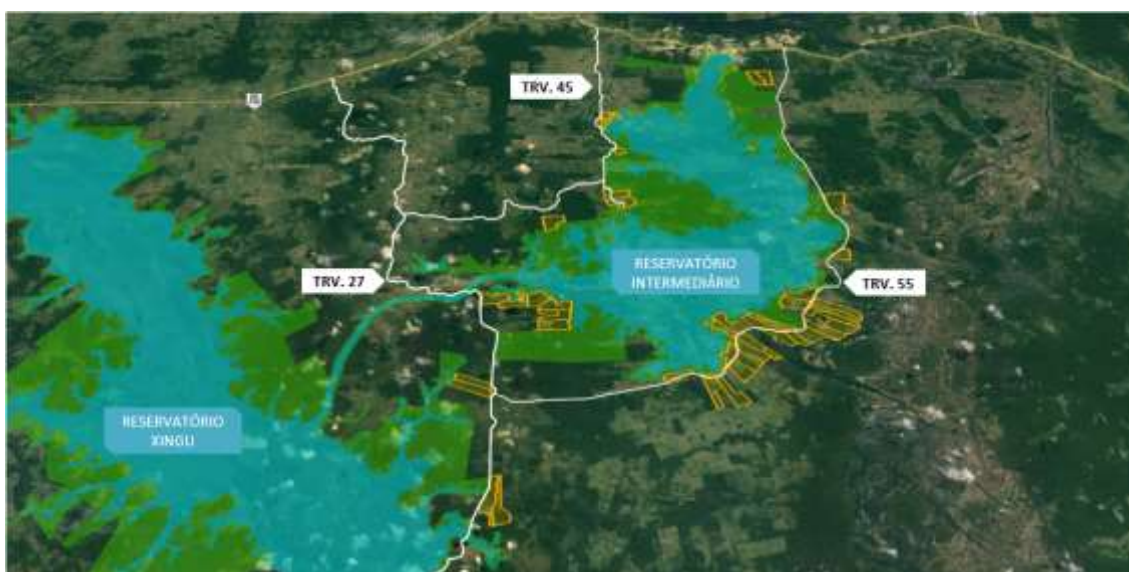 TRV. 45
RESERVATÓRIO
INTERMEDIÁRIO
TRV. 27
TRV. 55
RESERVATÓRIO
XINGU